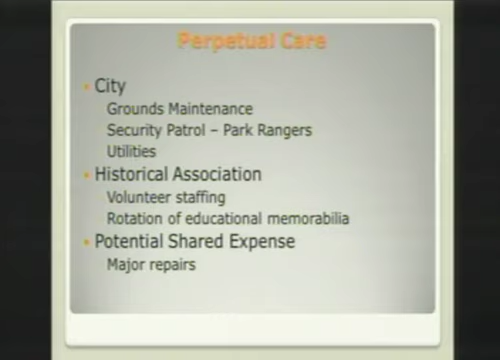 Perpetual Care
• City
Grounds Maintenance
Security Patrol – Park Rangers
Utilities
• Historical Association
Volunteer staffing
Rotation of educational memorabilia
• Potential Shared Expense
Major repairs